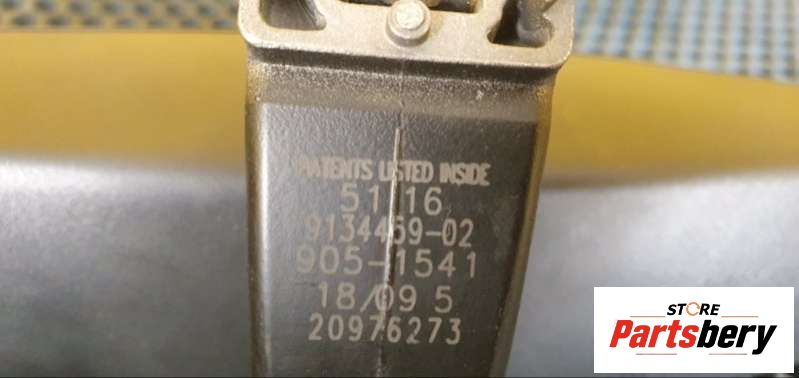 PATENTS LISTED INSIDE
51 16
9134459-02
905-1541
18/09 5
20976273
STORE
Partsbery